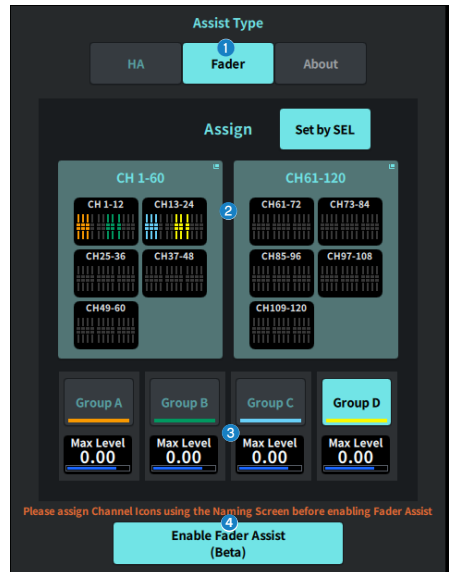 Assist Type
1
HA
Fader
About
Assign
Set by SEL
CH 1-60
CH61-120
CH 1-12
CH13-24
2
CH61-72
CH73-84
CH25-36
CH37-48
CH85-96
CH97-108
CH49-60
CH109-120
Group A
Group B
Group C
Group D
3
Max Level
0.00
Max Level
0.00
Max Level
0.00
Max Level
0.00
Please assign Channel Icons using the Naming Screen before enabling Fader Assist
4
Enable Fader Assist
(Beta)